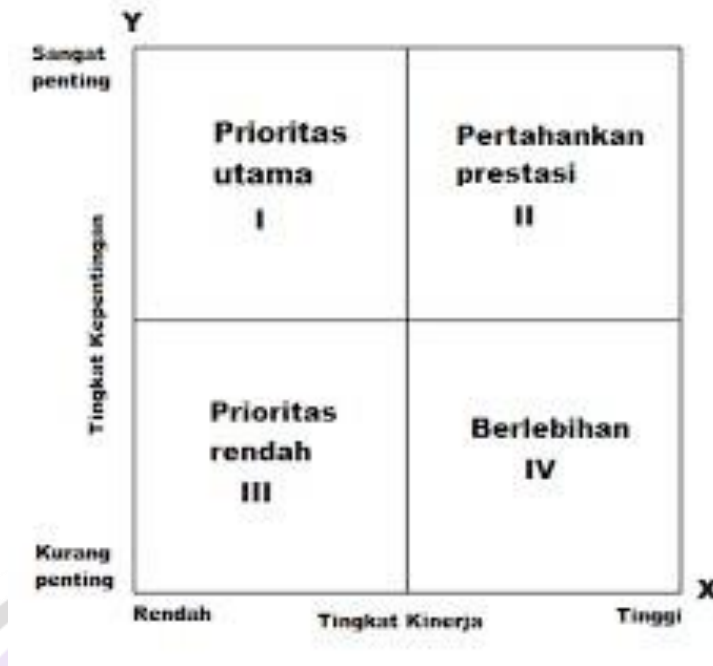 Y
Sangat
penting
Prioritas
utama
I
Pertahankan
prestasi
II
Tingkat Kepentingan
Prioritas
rendah
III
Berlebihan
IV
Kurang
penting
X
Rendah
Tingkat Kinerja
Tinggi